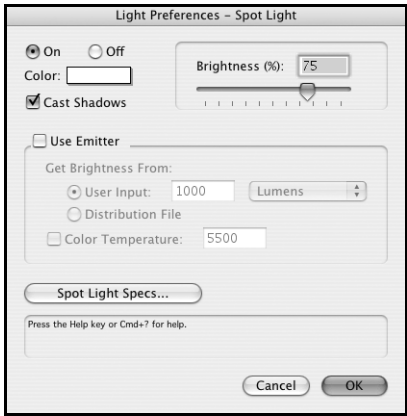 Light Preferences – Spot Light
On Off
Brightness (%): 75
Color:
Cast Shadows
Use Emitter
Get Brightness From:
User Input: 1000 Lumens
Distribution File
Color Temperature: 5500
Spot Light Specs...
Press the Help key or Cmd+? for help.
Cancel OK